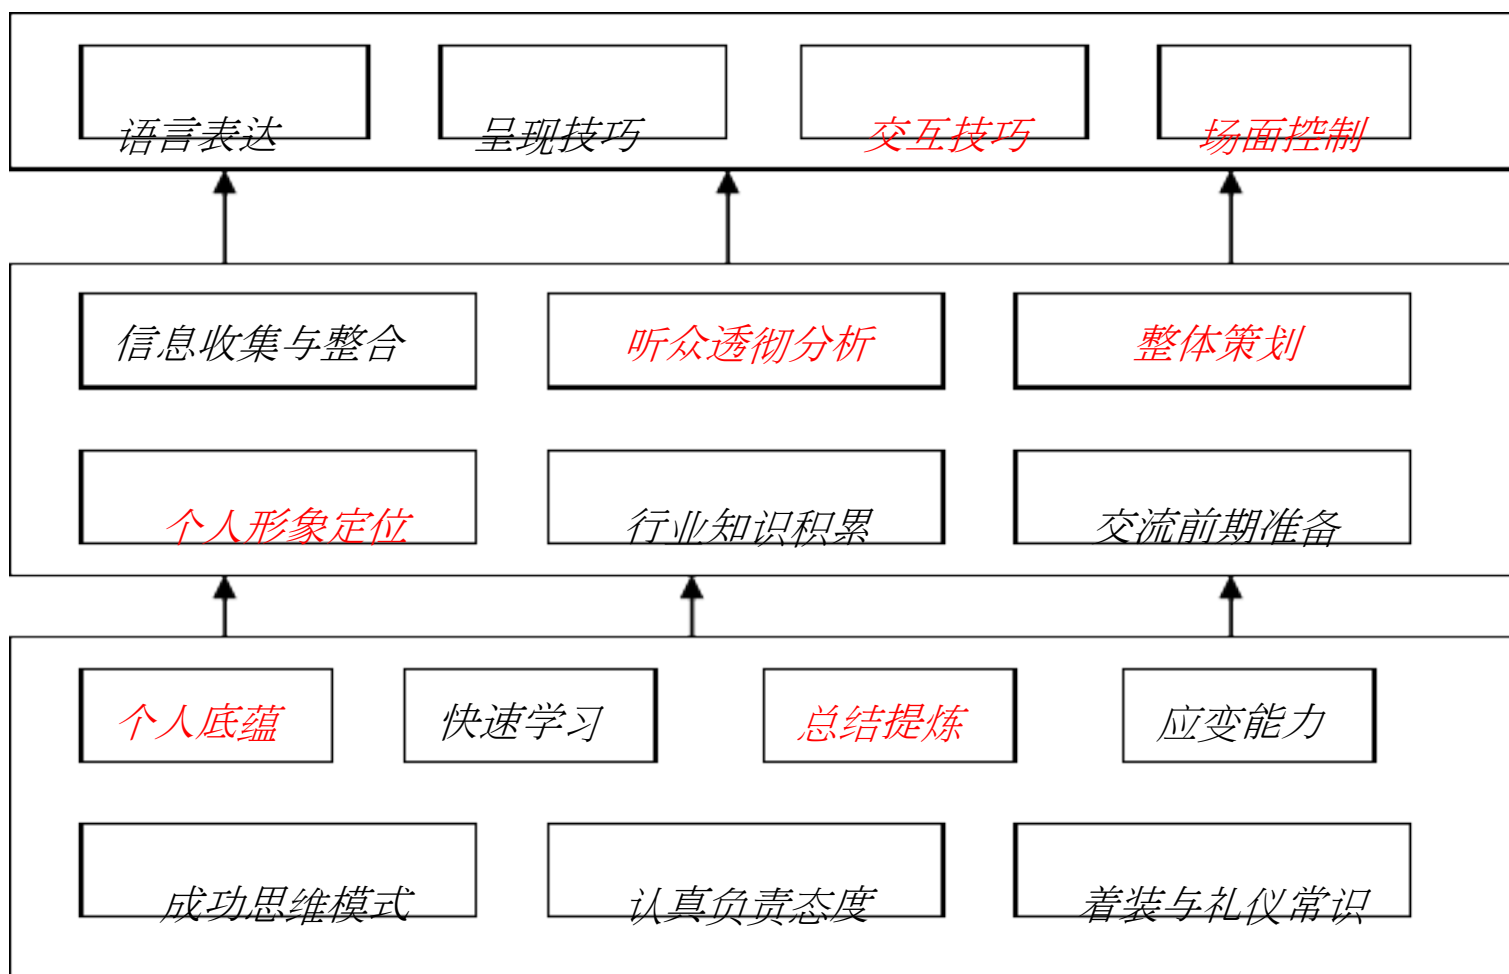 语言表达 呈现技巧 交互技巧 场面控制
信息收集与整合 听众透彻分析 整体策划
个人形象定位 行业知识积累 交流前期准备
个人底蕴 快速学习 总结提炼 应变能力
成功思维模式 认真负责态度 着装与礼仪常识